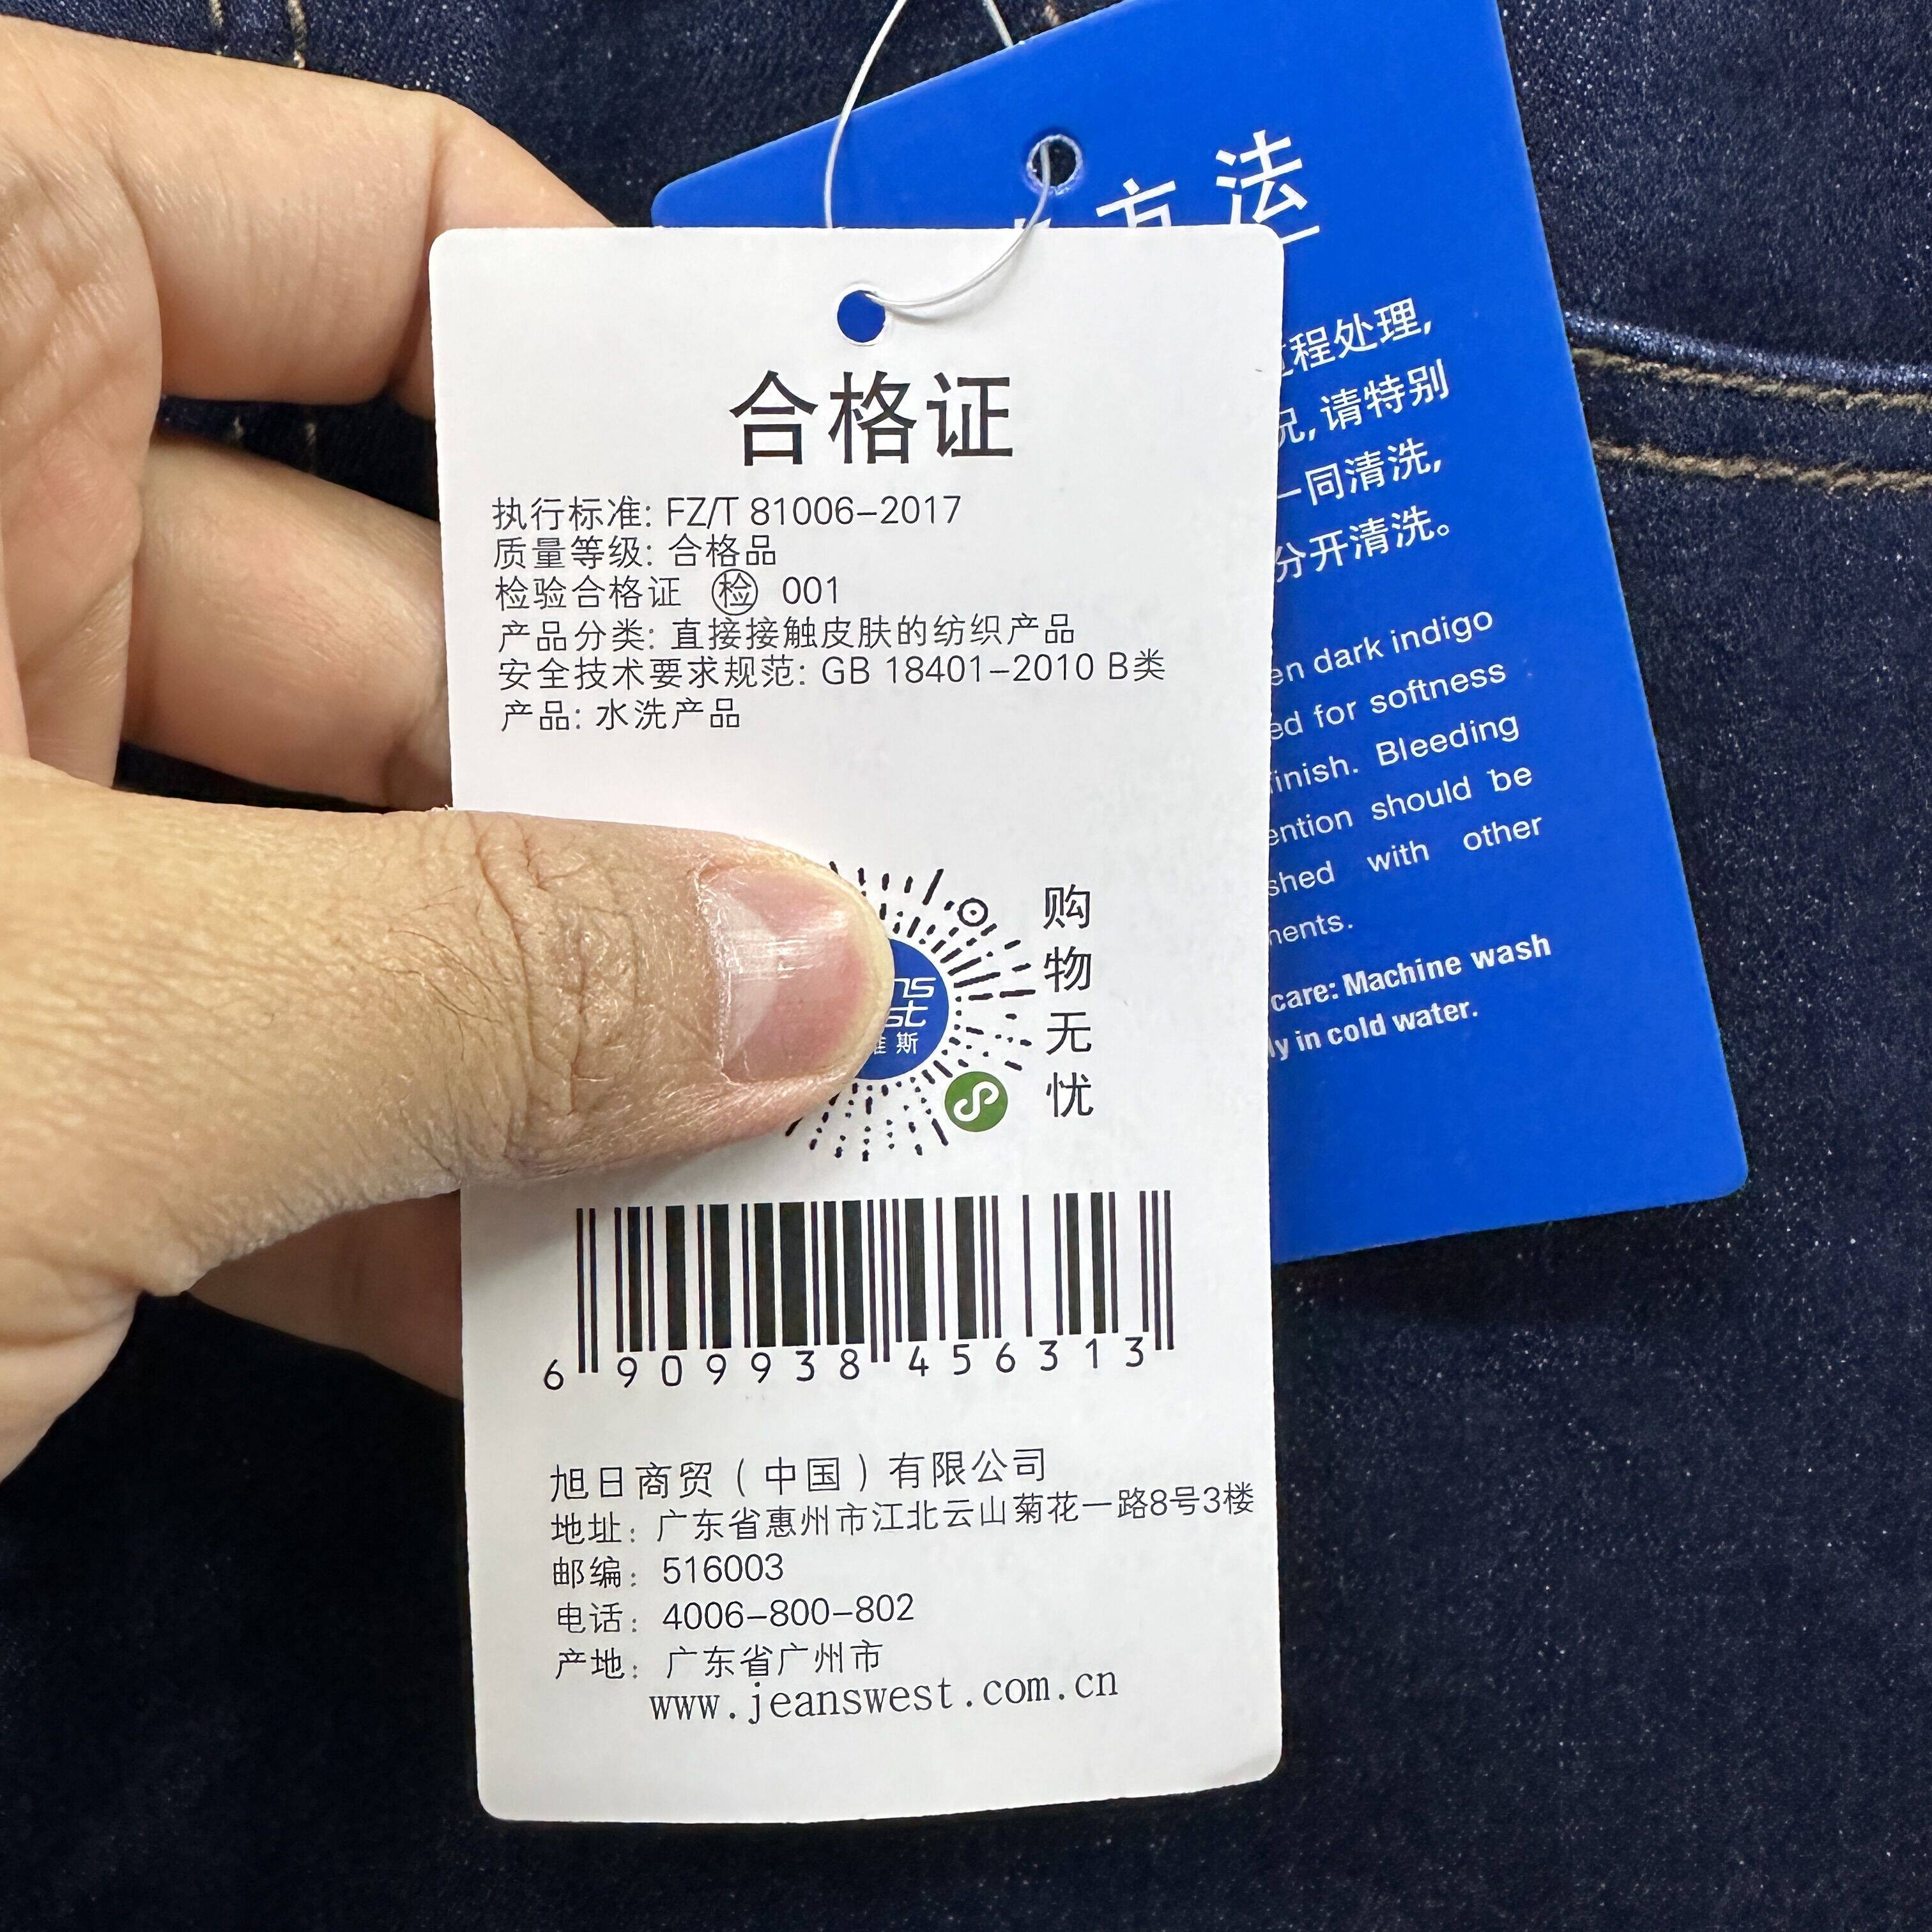 合格证
执行标准: FZ/T 81006-2017
质量等级: 合格品
检验合格证 ㊬ 001
产品分类: 直接接触皮肤的纺织产品
安全技术要求规范: GB 18401-2010 B类
产品: 水洗产品
购物无忧
斯
6 909938 456313
旭日商贸（中国）有限公司
地址: 广东省惠州市江北云山菊花一路8号3楼
邮编: 516003
电话: 4006-800-802
产地: 广东省广州市
www.jeanswest.com.cn
方法
程处理,
况, 请特别
一同清洗,
分开清洗。
dark indigo
for softness
finish. Bleeding
should be
with other
care: Machine wash
in cold water.